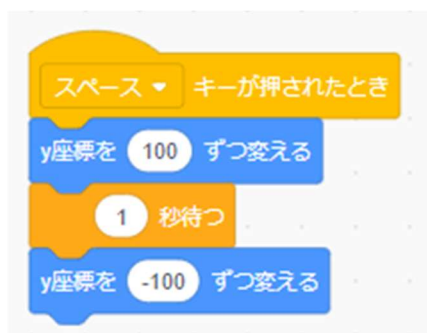 スペース キーが押されたとき
y座標を 100 ずつ変える
1 秒待つ
y座標を -100 ずつ変える